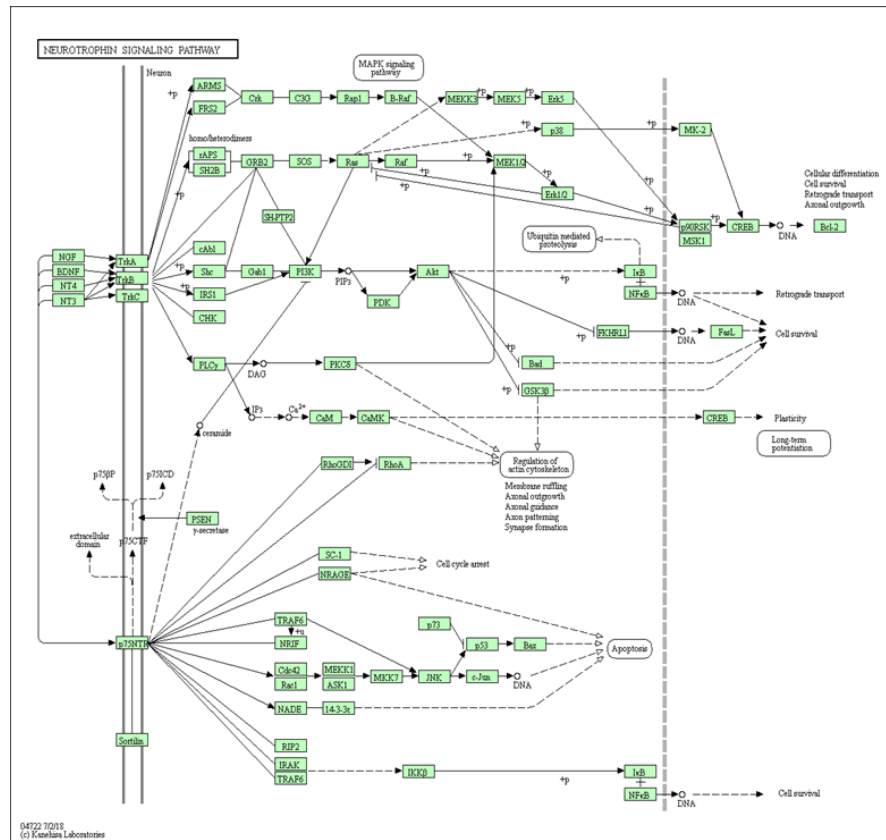 NEUROTROPHIN SIGNALING PATHWAY
Neuron
MAPK signaling
pathway
ARMS
FRS2
+p
Crk
C3G
Rap1
B-Raf
MEKK3
+p
MEK5
+p
Erk5
p38
+p
+p
MK-2
homo/heterodimers
rAPS
SH2B
+p
GRB2
SOS
Ras
Raf
+p
+p
+p
MEK1/2
+p
Erk1/2
+p
Cellular differentiation
Cell survival
Retrograde transport
Axonal outgrowth
SH-PTP2
p90RSK
MSK1
+p
CREB
DNA
Bcl-2
Ubiquitin mediated
proteolysis
NGF
BDNF
NT4
NT3
TrkA
TrkB
TrkC
cAbl
Shc
+p
IRS1
+p
CHK
Gab1
PI3K
PIP3
PDK
Akt
+p
IκB
NFκB
DNA
Retrograde transport
+p
FKHRL1
DNA
FasL
Cell survival
PLCγ
DAG
PKCδ
+p
Bad
+p
GSK3β
IP3
Ca2+
CaM
CaMK
CREB
Plasticity
Long-term
potentiation
ceramide
RhoGDI
RhoA
Regulation of
actin cytoskeleton
Membrane ruffling
Axonal outgrowth
Axonal guidance
Axon patterning
Synapse formation
p75ICD
PSEN
γ-secretase
extracellular
domain
p75CTF
SC-1
NRAGE
Cell cycle arrest
p75NTR
TRAF6
+u
NRIF
p73
p53
Bax
Apoptosis
Cdc42
Rac1
MEKK1
ASK1
MKK7
JNK
c-Jun
DNA
NADE
14-3-3ε
Sortilin
RIP2
IRAK
TRAF6
IKKβ
+p
IκB
NFκB
DNA
Cell survival
04722 7/2/18
(c) Kanehisa Laboratories